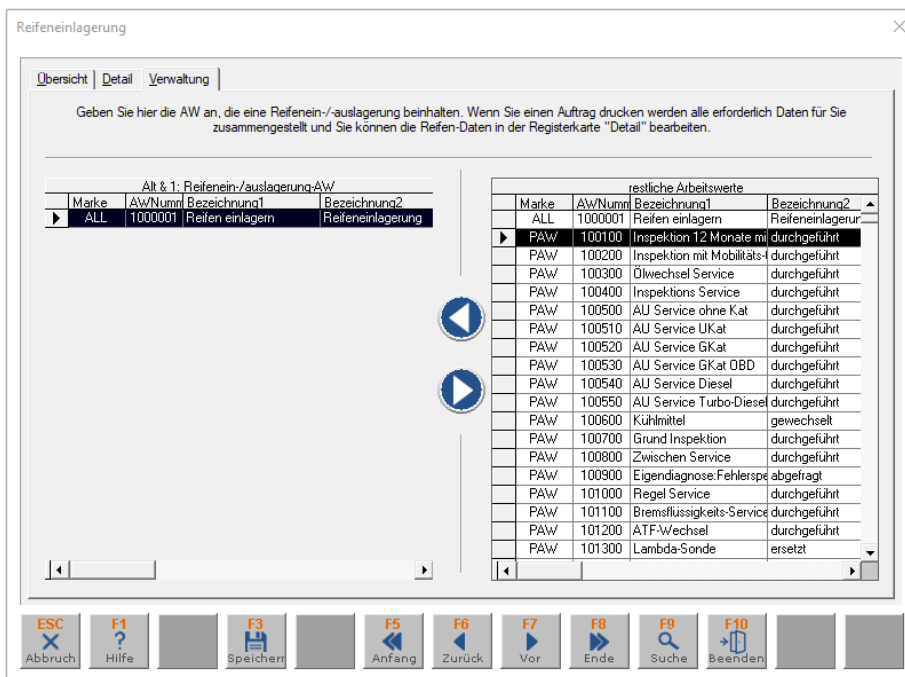 Reifeneinlagerung
Übersicht Detail Verwaltung
Geben Sie hier die AW an, die eine Reifenein-/-auslagerung beinhalten. Wenn Sie einen Auftrag drucken werden alle erforderlich Daten für Sie
zusammengestellt und Sie können die Reifen-Daten in der Registerkarte "Detail" bearbeiten.
Alt & 1: Reifenein-/auslagerung-AW
Marke AWNumm Bezeichnung1 Bezeichnung2
ALL 1000001 Reifen einlagern Reifeneinlagerung
restliche Arbeitswerte
Marke AWNumm Bezeichnung1 Bezeichnung2
ALL 1000001 Reifen einlagern Reifeneinlagerun
PAW 100100 Inspektion 12 Monate mi durchgeführt
PAW 100200 Inspektion mit Mobilitäts- durchgeführt
PAW 100300 Ölwechsel Service durchgeführt
PAW 100400 Inspektions Service durchgeführt
PAW 100500 AU Service ohne Kat durchgeführt
PAW 100510 AU Service UKat durchgeführt
PAW 100520 AU Service GKat durchgeführt
PAW 100530 AU Service GKat OBD durchgeführt
PAW 100540 AU Service Diesel durchgeführt
PAW 100550 AU Service Turbo-Diesel durchgeführt
PAW 100600 Kühlmittel gewechselt
PAW 100700 Grund Inspektion durchgeführt
PAW 100800 Zwischen Service durchgeführt
PAW 100900 Eigendiagnose:Fehlerspe abgefragt
PAW 101000 Regel Service durchgeführt
PAW 101100 Bremsflüssigkeits-Service durchgeführt
PAW 101200 ATF-Wechsel durchgeführt
PAW 101300 Lambda-Sonde ersetzt
ESC F1 F3 F5 F6 F7 F8 F9 F10
Abbruch Hilfe Speichern Anfang Zurück Vor Ende Suche Beenden